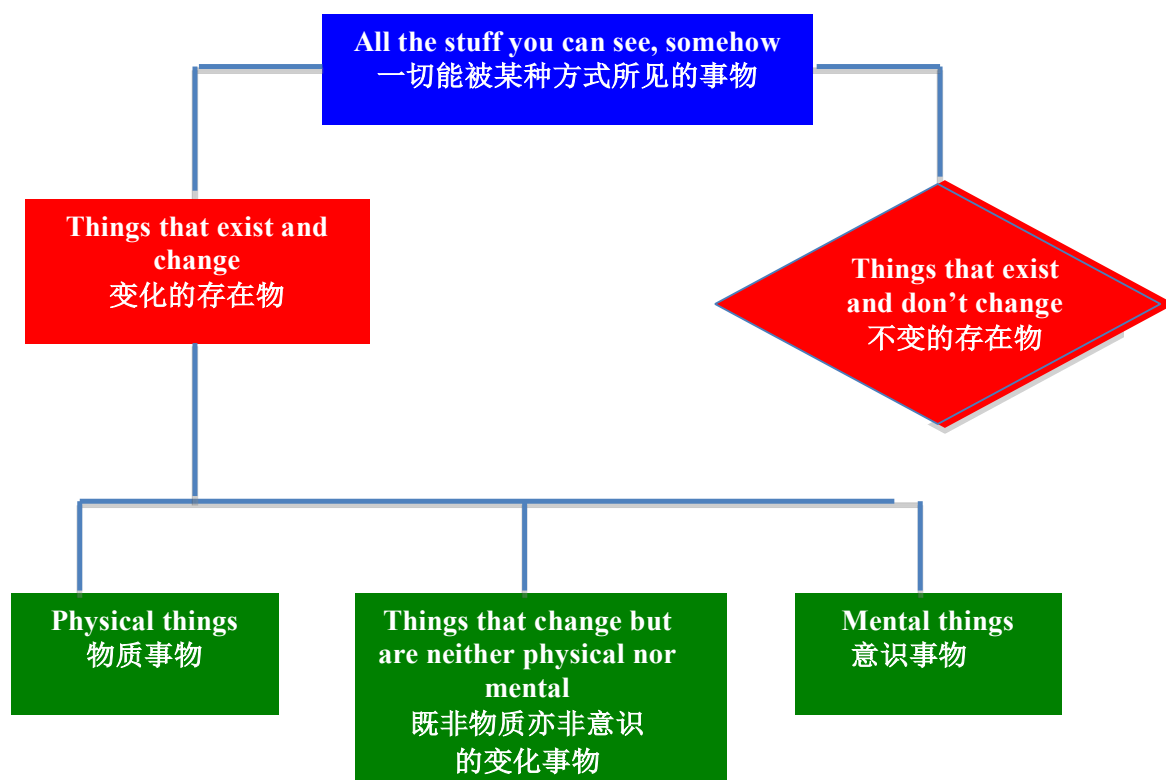 All the stuff you can see, somehow
一切能被某种方式所见的事物
Things that exist and
change
变化的存在物
Things that exist
and don’t change
不变的存在物
Physical things
物质事物
Things that change but
are neither physical nor
mental
既非物质亦非意识
的变化事物
Mental things
意识事物